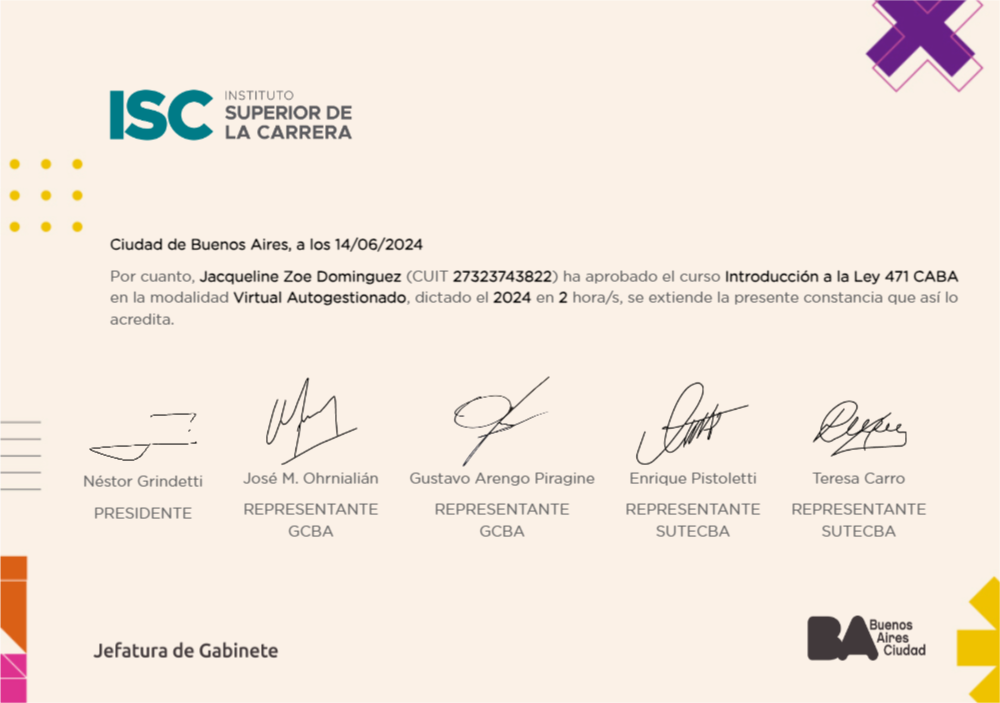 ISC INSTITUTO
SUPERIOR DE
LA CARRERA
Ciudad de Buenos Aires, a los 14/06/2024
Por cuanto, Jacqueline Zoe Dominguez (CUIT 27323743822) ha aprobado el curso Introducción a la Ley 471 CABA
en la modalidad Virtual Autogestionado, dictado el 2024 en 2 hora/s, se extiende la presente constancia que así lo
acredita.
Néstor Grindetti
PRESIDENTE
José M. Ohrnialián
REPRESENTANTE
GCBA
Gustavo Arengo Piragine
REPRESENTANTE
GCBA
Enrique Pistoletti
REPRESENTANTE
SUTECBA
Teresa Carro
REPRESENTANTE
SUTECBA
Jefatura de Gabinete
BA Buenos
Aires
Ciudad